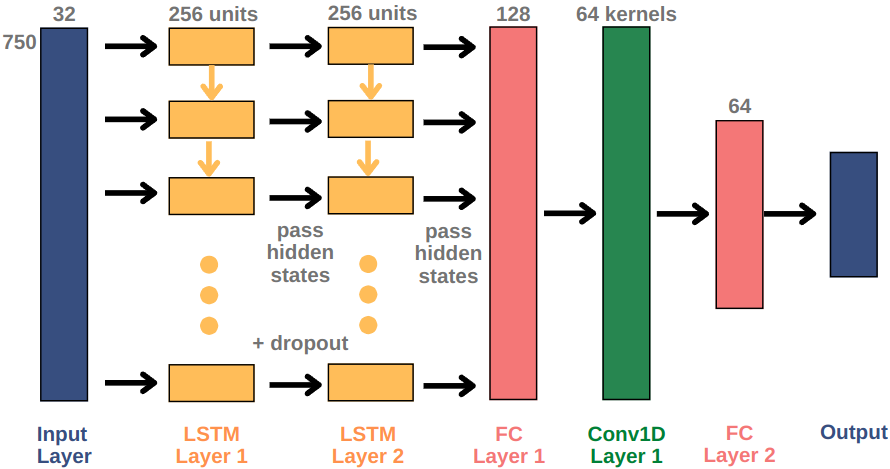 32
256 units
256 units
128
64 kernels
750
64
pass
hidden
states
pass
hidden
states
+ dropout
Input
Layer
LSTM
Layer 1
LSTM
Layer 2
FC
Layer 1
Conv1D
Layer 1
FC
Layer 2
Output